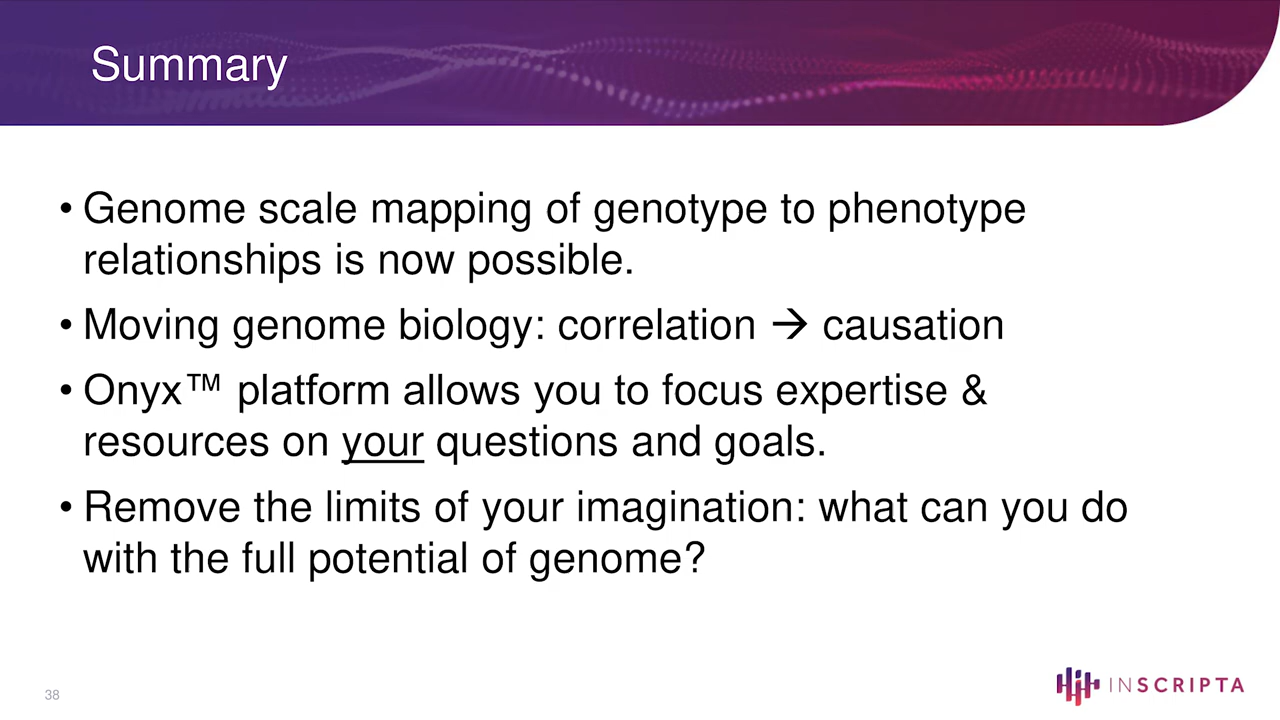 Summary
• Genome scale mapping of genotype to phenotype
relationships is now possible.
• Moving genome biology: correlation → causation
• Onyx™ platform allows you to focus expertise &
resources on your questions and goals.
• Remove the limits of your imagination: what can you do
with the full potential of genome?
38
INSCRIPTA